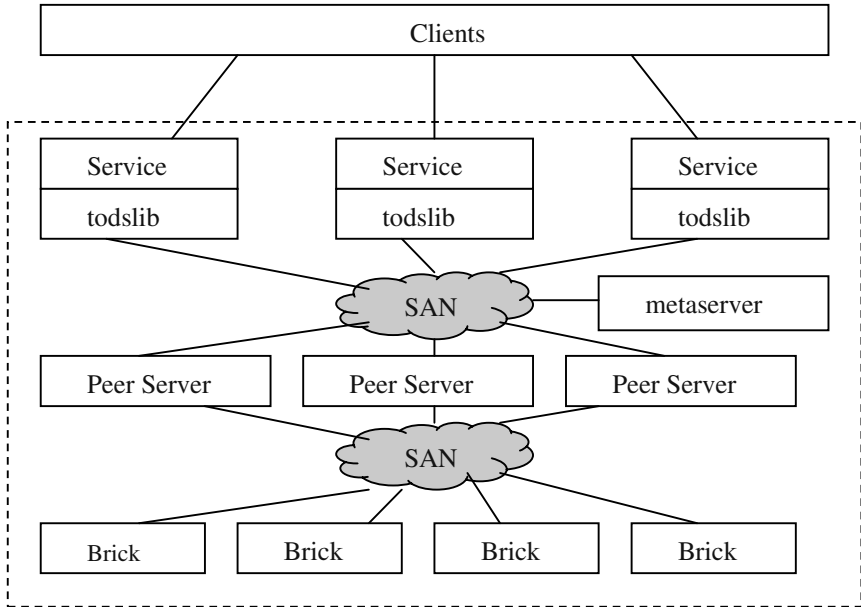 Clients
Service Service Service
todslib todslib todslib
SAN
metaserver
Peer Server Peer Server Peer Server
SAN
Brick Brick Brick Brick